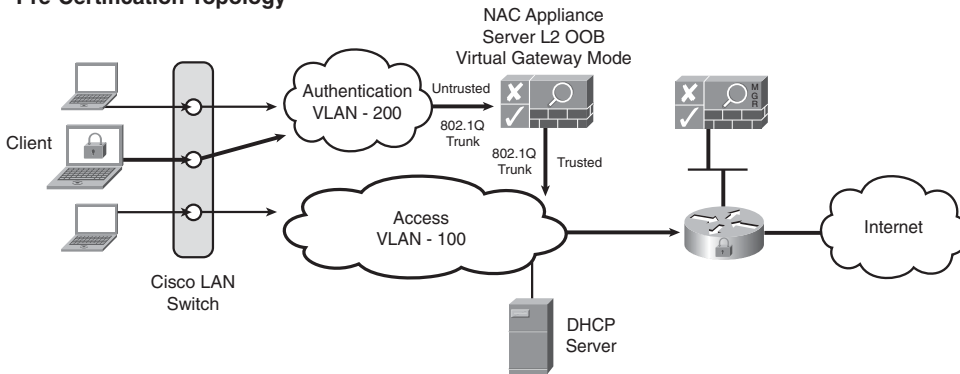 Pre-Certification Topology
NAC Appliance
Server L2 OOB
Virtual Gateway Mode
Authentication
VLAN - 200
Untrusted
802.1Q
Trunk
802.1Q
Trunk
Trusted
M
G
R
Client
Access
VLAN - 100
Internet
Cisco LAN
Switch
DHCP
Server